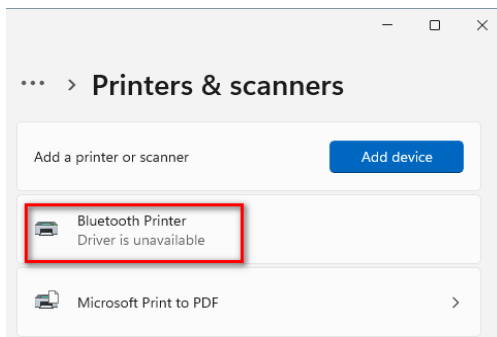 ... > Printers & scanners
Add a printer or scanner
Add device
Bluetooth Printer
Driver is unavailable
Microsoft Print to PDF